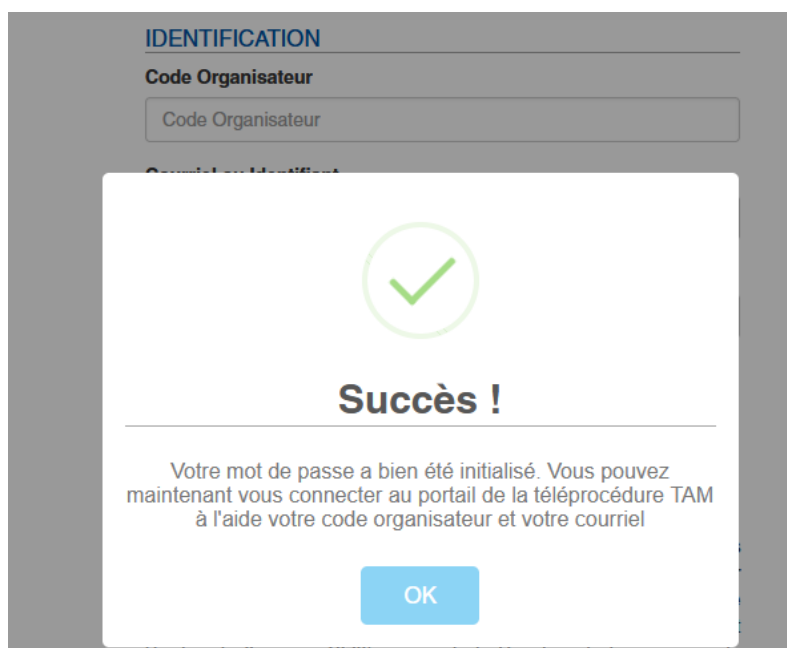 IDENTIFICATION
Code Organisateur
Code Organisateur
Succès !
Votre mot de passe a bien été initialisé. Vous pouvez
maintenant vous connecter au portail de la téléprocédure TAM
à l'aide votre code organisateur et votre courriel
OK